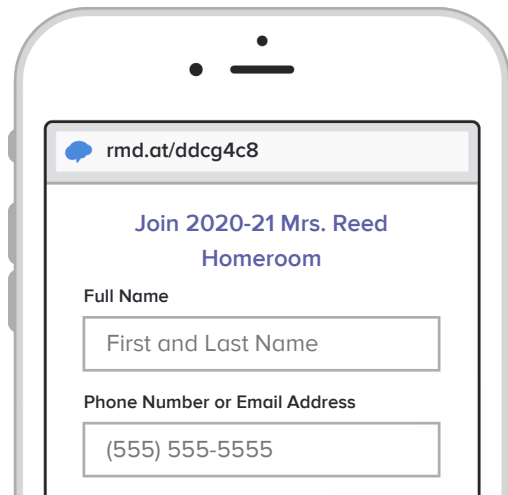 rmd.at/ddcg4c8
Join 2020-21 Mrs. Reed
Homeroom
Full Name
First and Last Name
Phone Number or Email Address
(555) 555-5555